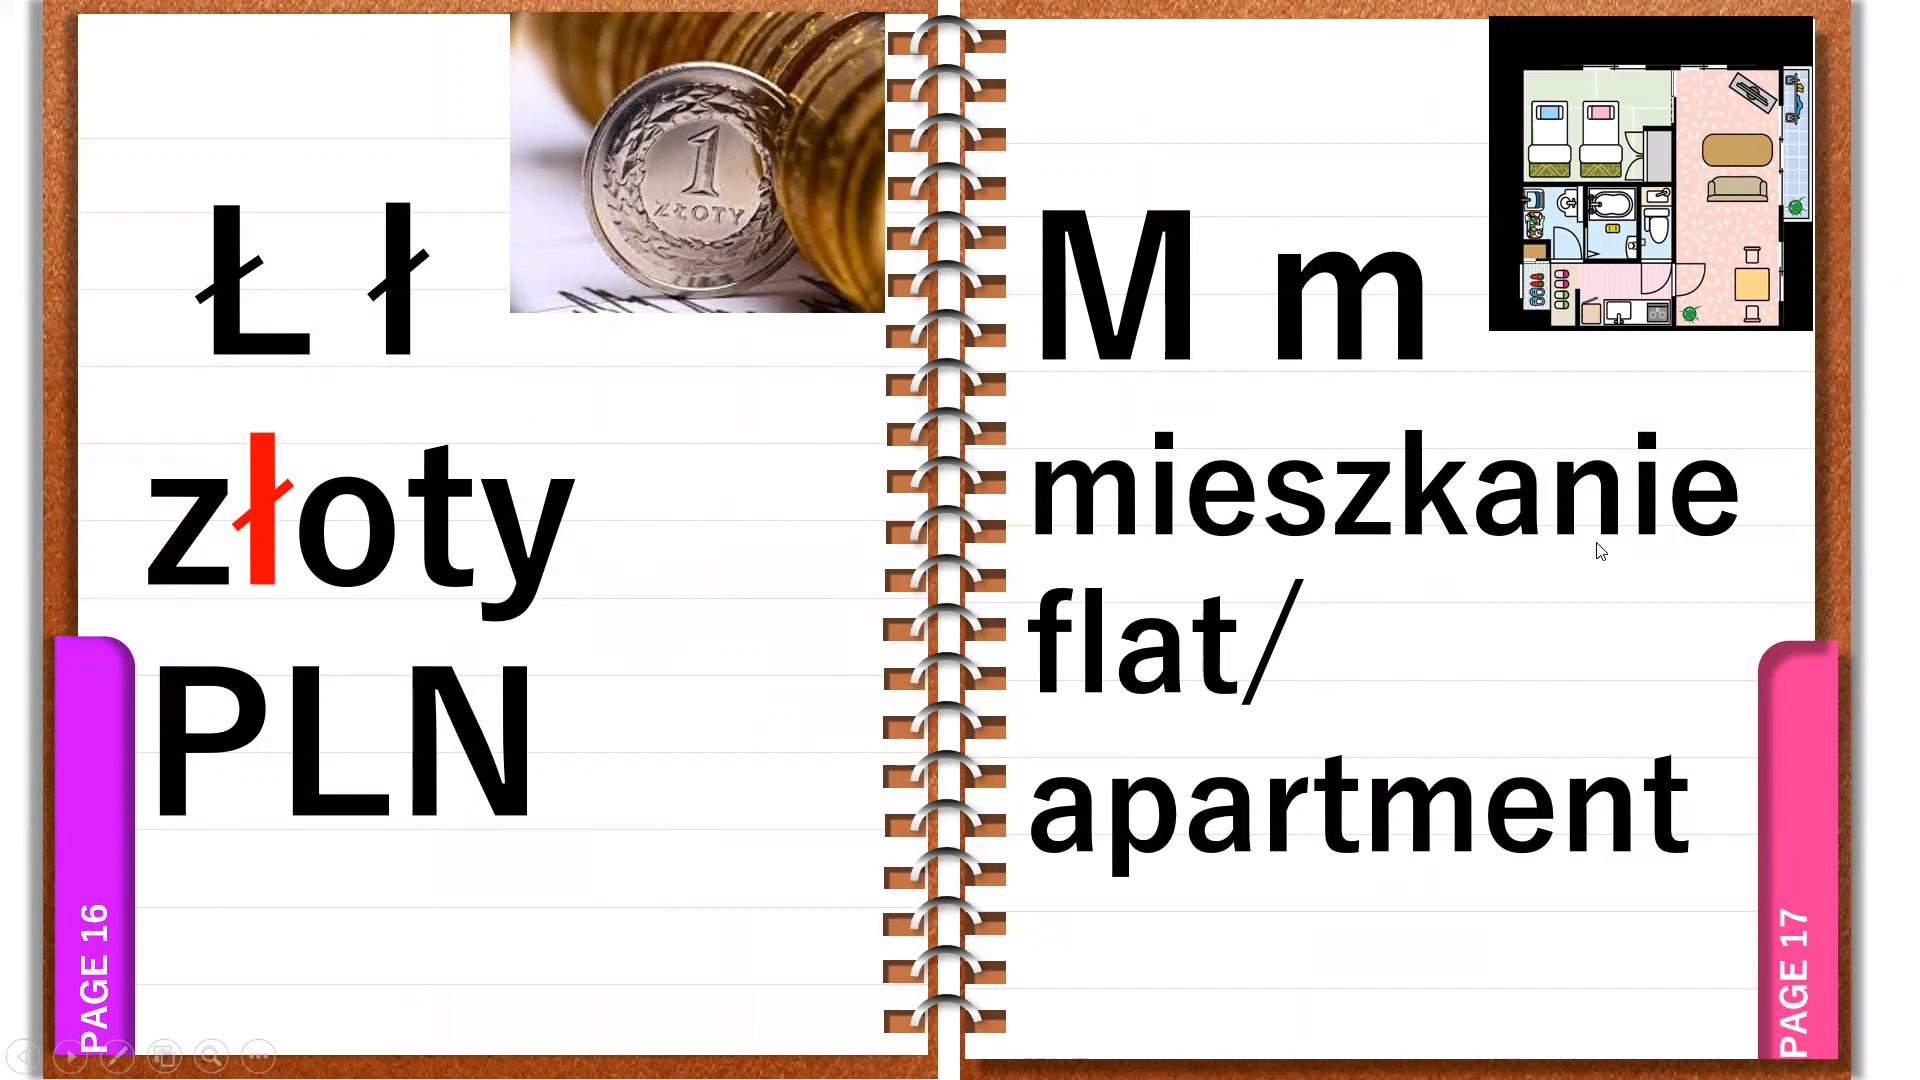 Ł ł
1
ZŁOTY
złoty
PLN
PAGE 16
M m
mieszkanie
flat/
apartment
PAGE 17